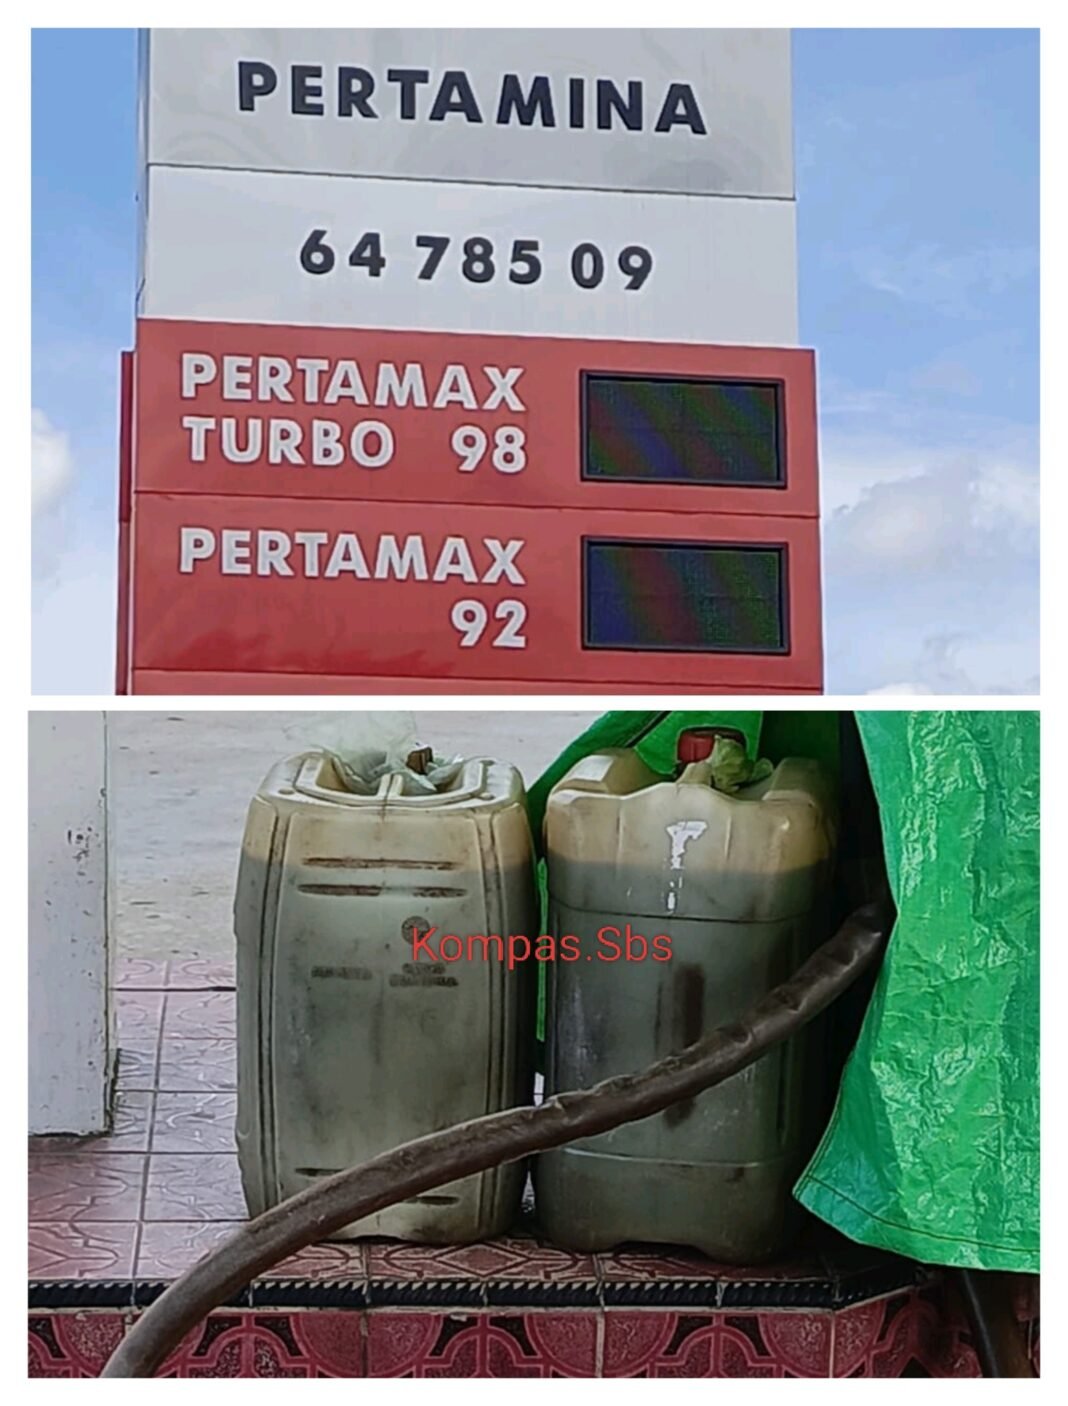 PERTAMINA
64 785 09
PERTAMAX
TURBO 98
PERTAMAX
92
Kompas.Sbs